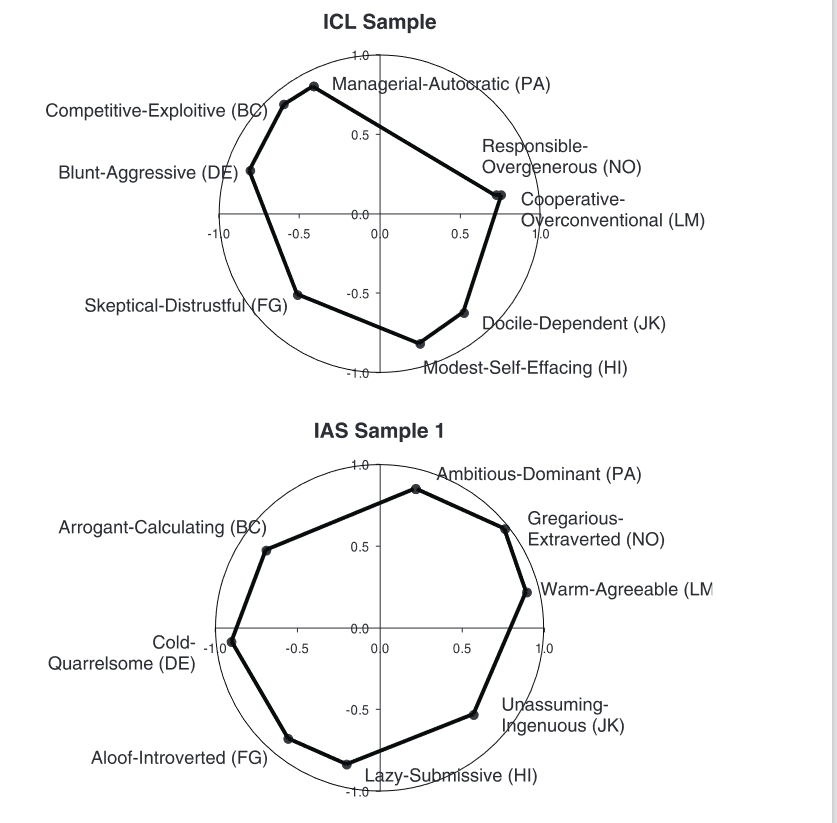 ICL Sample
1.0
Managerial-Autocratic (PA)
Competitive-Exploitive (BC)
0.5
Responsible-
Overgenerous (NO)
Blunt-Aggressive (DE)
Cooperative-
Overconventional (LM)
0.0
-1.0
-0.5
0.0
0.5
1.0
-0.5
Skeptical-Distrustful (FG)
Docile-Dependent (JK)
-1.0
Modest-Self-Effacing (HI)
IAS Sample 1
1.0
Ambitious-Dominant (PA)
Arrogant-Calculating (BC)
Gregarious-
Extraverted (NO)
0.5
Warm-Agreeable (LM
0.0
Cold-
Quarrelsome (DE)
-1.0
-0.5
0.0
0.5
1.0
-0.5
Unassuming-
Ingenuous (JK)
Aloof-Introverted (FG)
Lazy-Submissive (HI)
-1.0